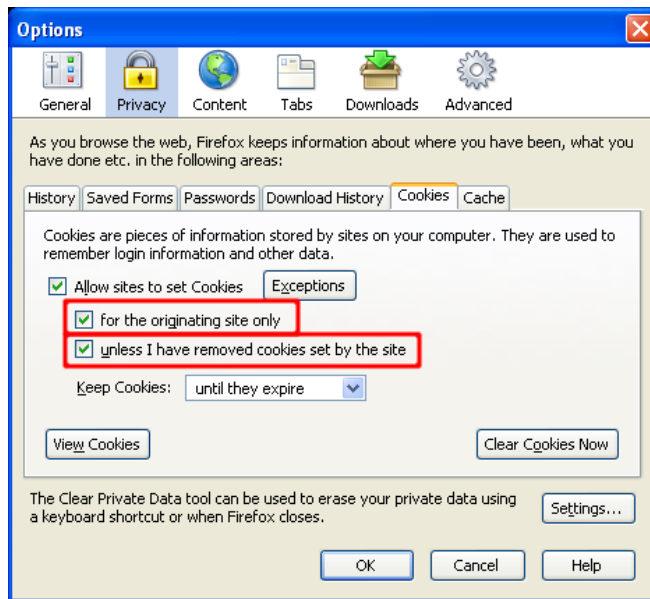 Options
General Privacy Content Tabs Downloads Advanced
As you browse the web, Firefox keeps information about where you have been, what you
have done etc. in the following areas:
History Saved Forms Passwords Download History Cookies Cache
Cookies are pieces of information stored by sites on your computer. They are used to
remember login information and other data.
Allow sites to set Cookies Exceptions
for the originating site only
unless I have removed cookies set by the site
Keep Cookies: until they expire
View Cookies Clear Cookies Now
The Clear Private Data tool can be used to erase your private data using
a keyboard shortcut or when Firefox closes.
Settings...
OK Cancel Help